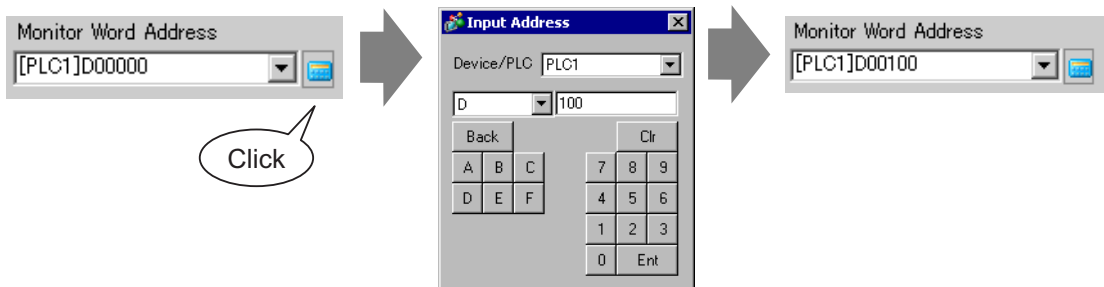 Monitor Word Address
[PLC1]D00000
Click
Input Address
Device/PLC PLC1
D 100
Back Clr
A B C 7 8 9
D E F 4 5 6
1 2 3
0 Ent
Monitor Word Address
[PLC1]D00100